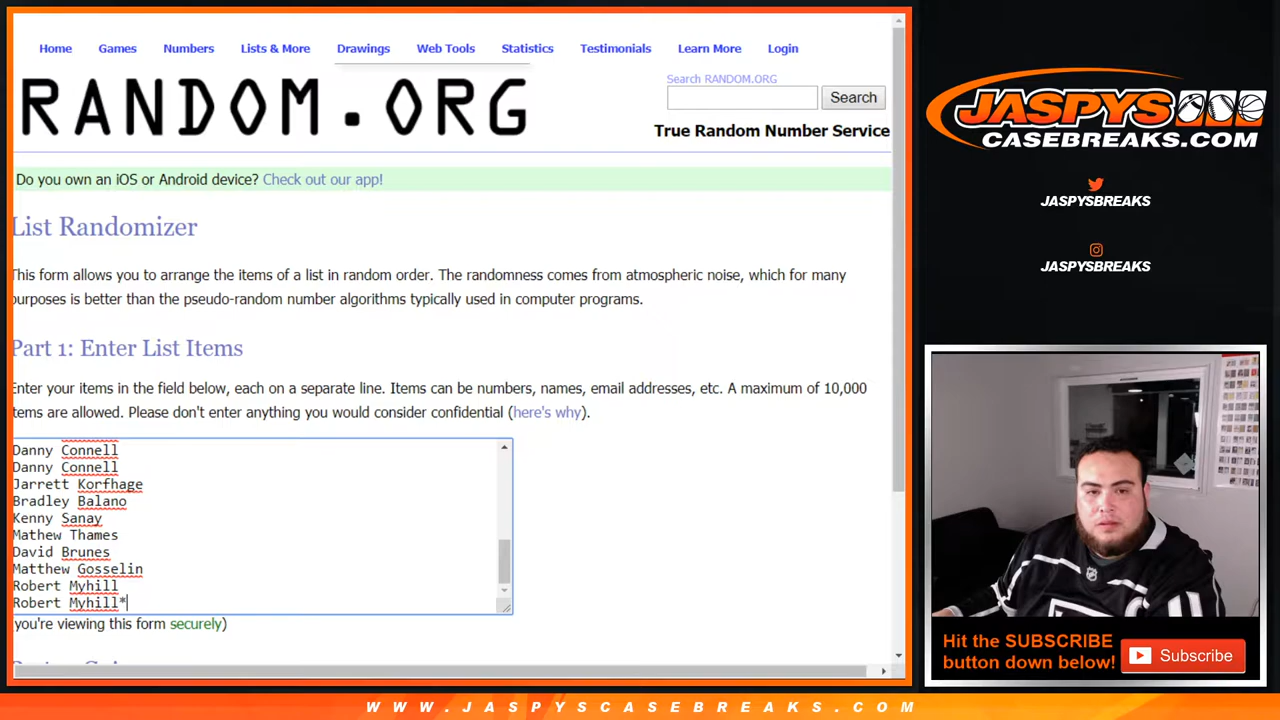 Home Games Numbers Lists & More Drawings Web Tools Statistics Testimonials Learn More Login
RANDOM.ORG
Search RANDOM.ORG
Search
True Random Number Service
Do you own an iOS or Android device? Check out our app!
List Randomizer
This form allows you to arrange the items of a list in random order. The randomness comes from atmospheric noise, which for many
purposes is better than the pseudo-random number algorithms typically used in computer programs.
Part 1: Enter List Items
Enter your items in the field below, each on a separate line. Items can be numbers, names, email addresses, etc. A maximum of 10,000
items are allowed. Please don't enter anything you would consider confidential (here's why).
Danny Connell
Danny Connell
Jarrett Korfhage
Bradley Balano
Kenny Sanay
Mathew Thames
David Brunes
Matthew Gosselin
Robert Myhill
Robert Myhill*
you're viewing this form securely)
JASPYS
CASEBREAKS.COM
JASPYSBREAKS
JASPYSBREAKS
Hit the SUBSCRIBE
button down below!
Subscribe
WWW.JASPYSCASEBREAKS.COM